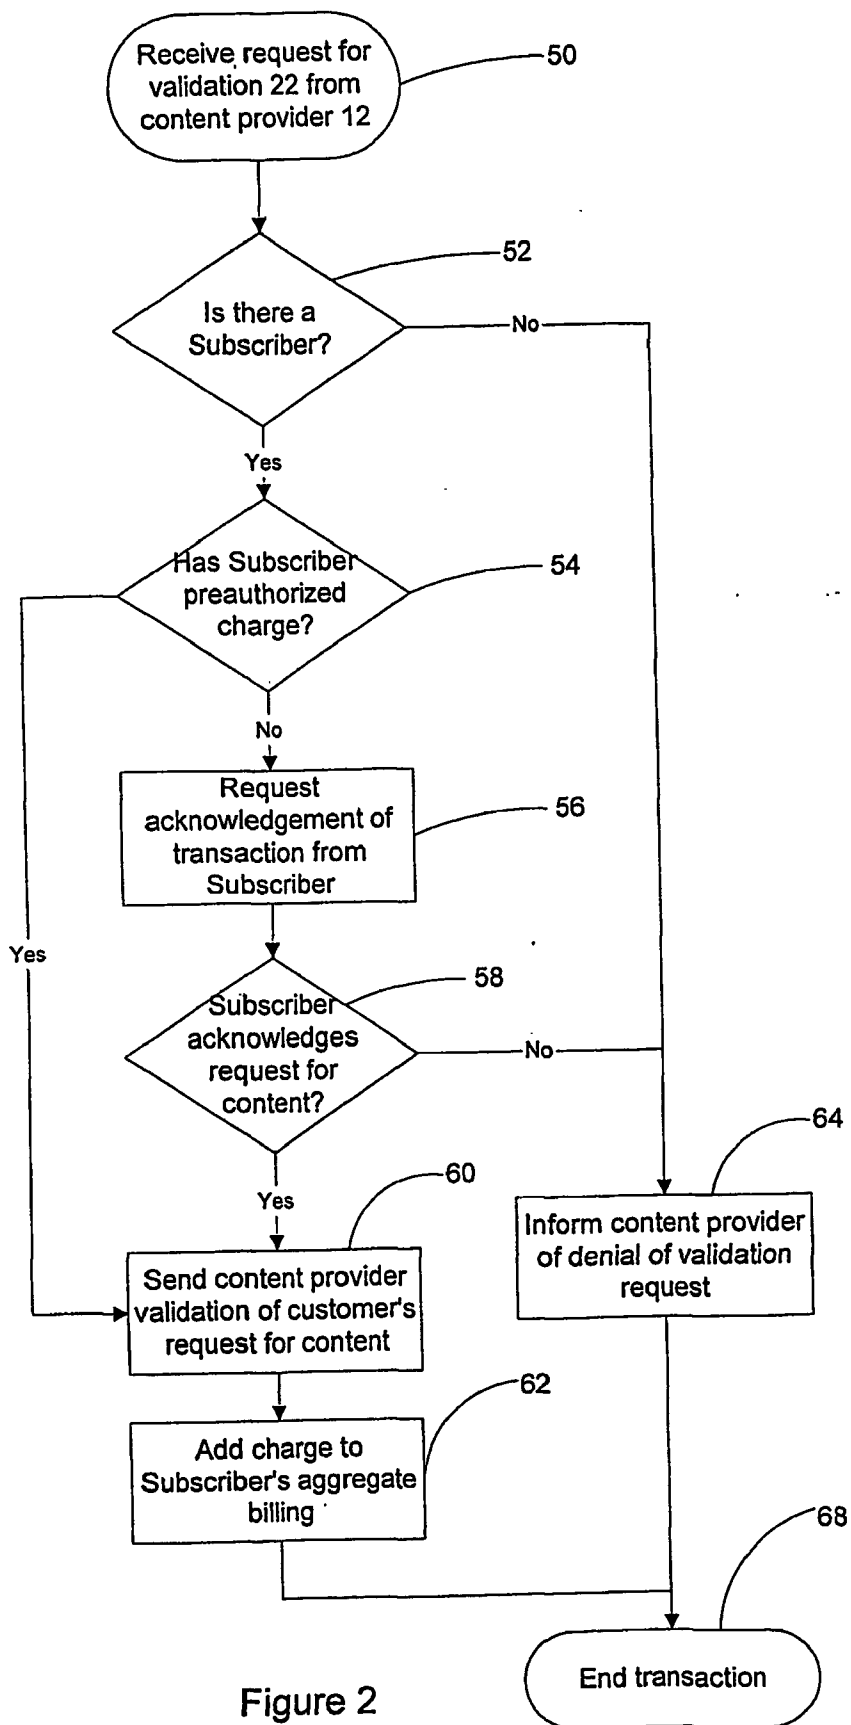 Receive request for
validation 22 from
content provider 12
50
52
Is there a
Subscriber?
No
Yes
Has Subscriber
preauthorized
charge?
54
No
Request
acknowledgement of
transaction from
Subscriber
56
Yes
58
Subscriber
acknowledges
request for
content?
No
64
60
Yes
Inform content provider
of denial of validation
request
Send content provider
validation of customer's
request for content
62
Add charge to
Subscriber's aggregate
billing
68
End transaction
Figure 2